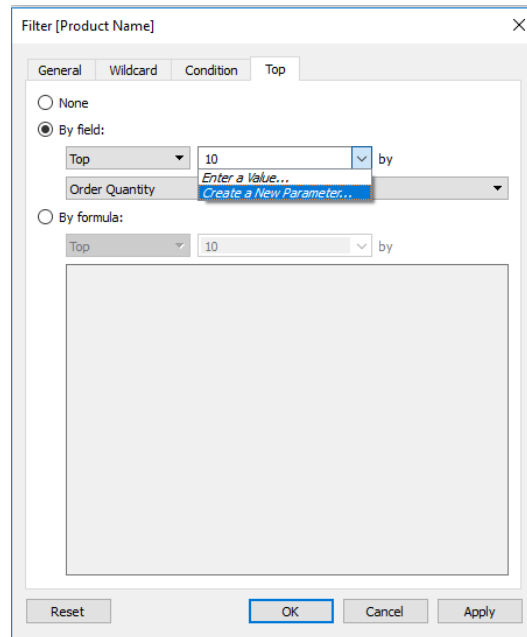 Filter [Product Name]
General Wildcard Condition Top
None
By field:
Top 10 by
Enter a Value...
Order Quantity Create a New Parameter...
By formula:
Top 10 by
Reset OK Cancel Apply